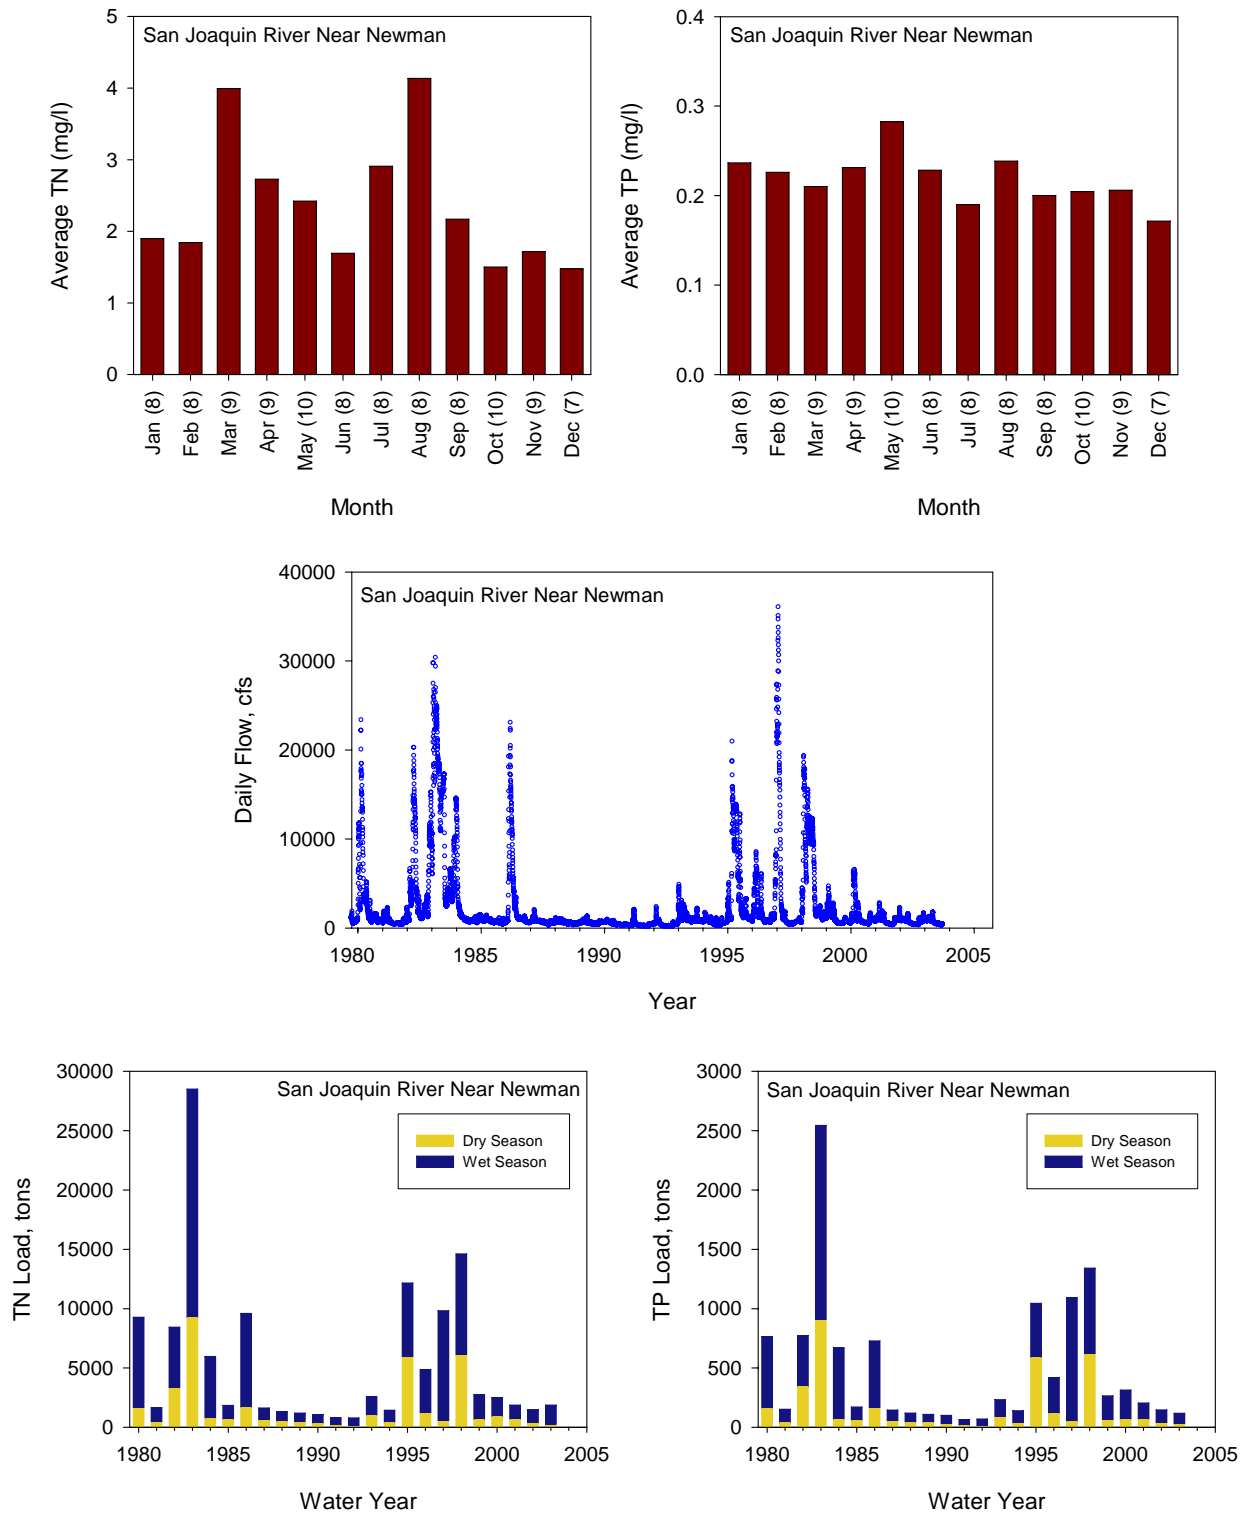 San Joaquin River Near Newman
Average TN (mg/l)
5
4
3
2
1
0
Jan (8)
Feb (8)
Mar (9)
Apr (9)
May (10)
Jun (8)
Jul (8)
Aug (8)
Sep (8)
Oct (10)
Nov (9)
Dec (7)
Month
San Joaquin River Near Newman
Average TP (mg/l)
0.4
0.3
0.2
0.1
0.0
Jan (8)
Feb (8)
Mar (9)
Apr (9)
May (10)
Jun (8)
Jul (8)
Aug (8)
Sep (8)
Oct (10)
Nov (9)
Dec (7)
Month
San Joaquin River Near Newman
Daily Flow, cfs
40000
30000
20000
10000
0
1980 1985 1990 1995 2000 2005
Year
San Joaquin River Near Newman
Dry Season
Wet Season
TN Load, tons
30000
25000
20000
15000
10000
5000
0
1980 1985 1990 1995 2000 2005
Water Year
San Joaquin River Near Newman
Dry Season
Wet Season
TP Load, tons
3000
2500
2000
1500
1000
500
0
1980 1985 1990 1995 2000 2005
Water Year